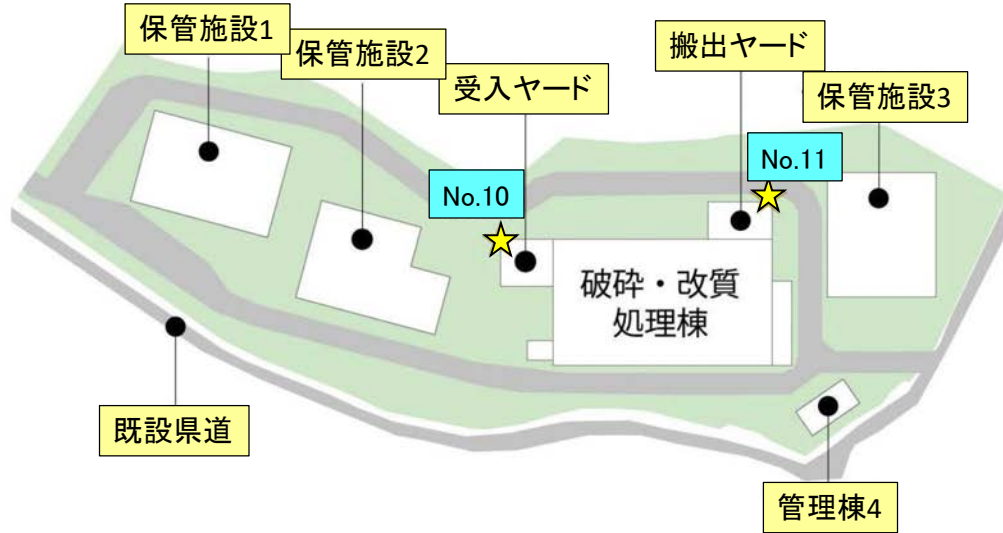 保管施設1
保管施設2
受入ヤード
搬出ヤード
保管施設3
No.10
No.11
破砕・改質
処理棟
既設県道
管理棟4